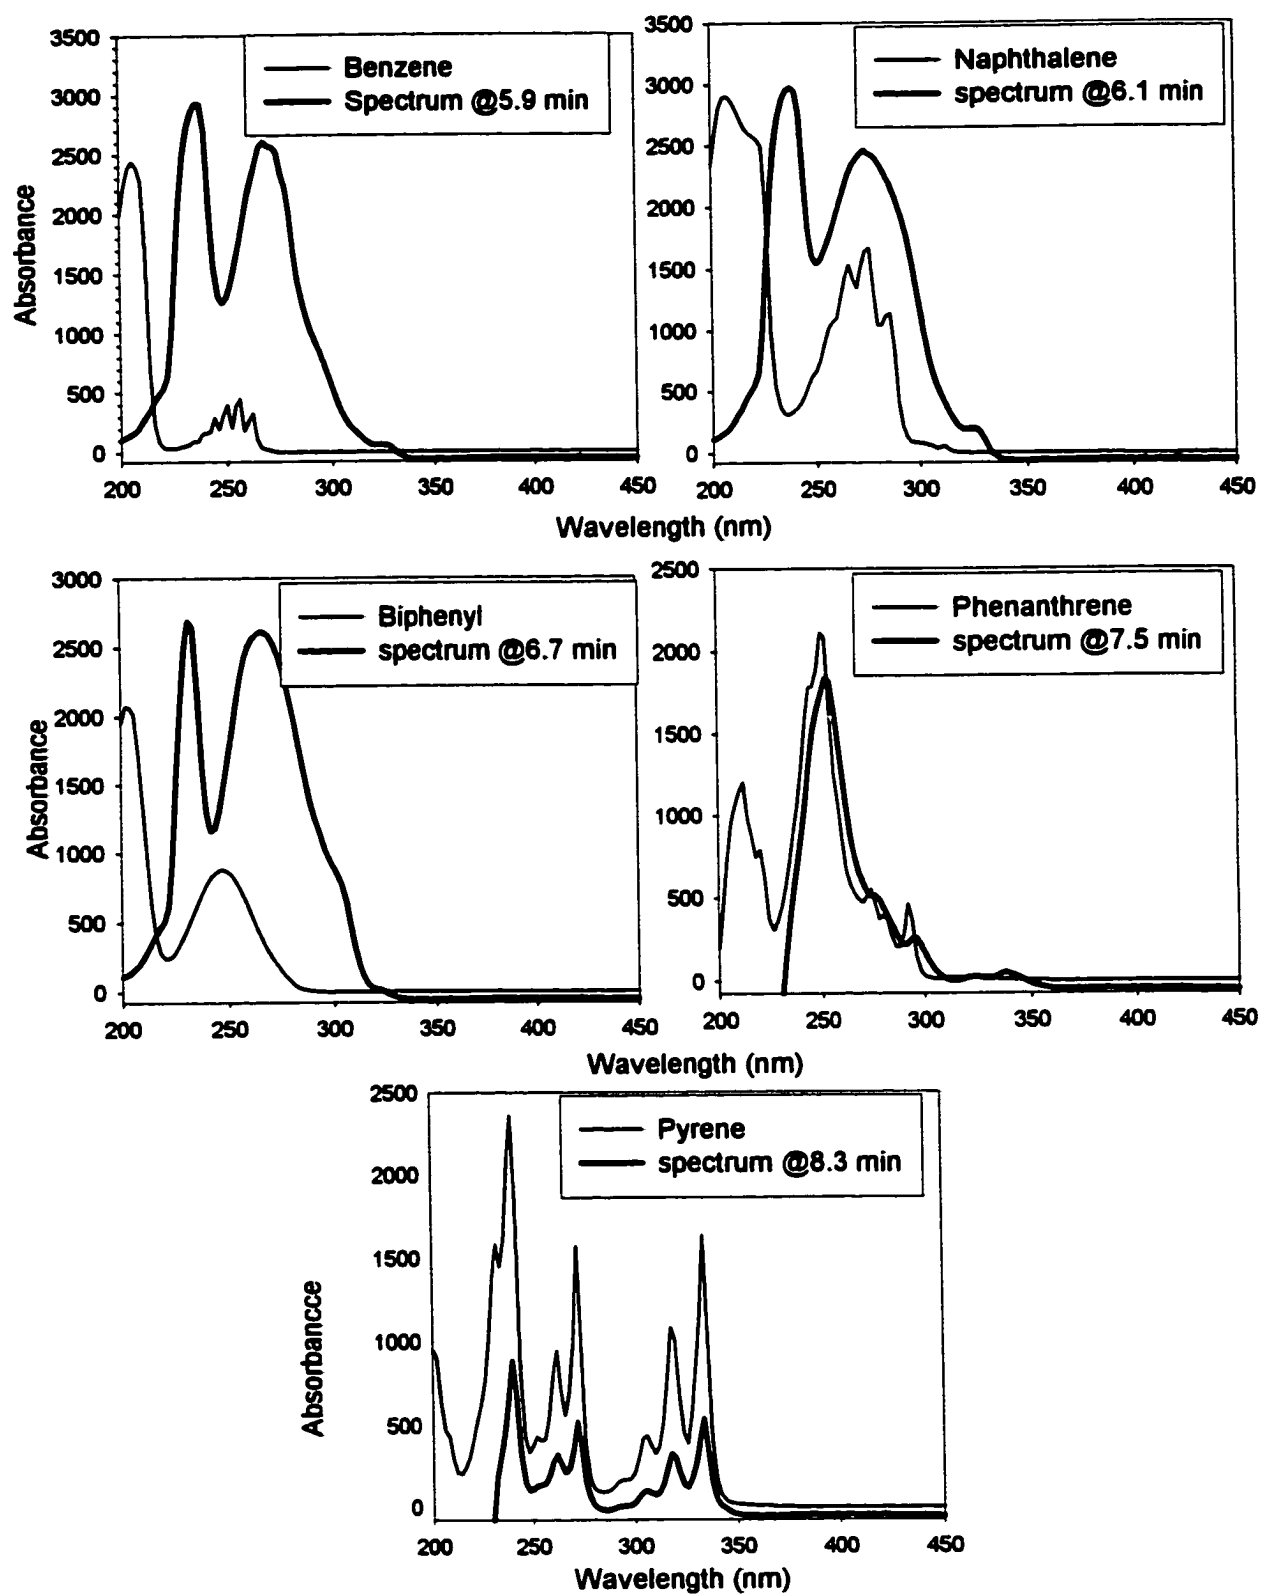 3500
3000
2500
2000
1500
1000
500
0
Absorbance
Benzene
Spectrum @5.9 min
200 250 300 350 400 450
3500
3000
2500
2000
1500
1000
500
0
Naphthalene
spectrum @6.1 min
200 250 300 350 400 450
Wavelength (nm)
3000
2500
2000
1500
1000
500
0
Absorbance
Biphenyl
spectrum @6.7 min
200 250 300 350 400 450
2500
2000
1500
1000
500
0
Phenanthrene
spectrum @7.5 min
200 250 300 350 400 450
Wavelength (nm)
2500
2000
1500
1000
500
0
Absorbancce
Pyrene
spectrum @8.3 min
200 250 300 350 400 450
Wavelength (nm)